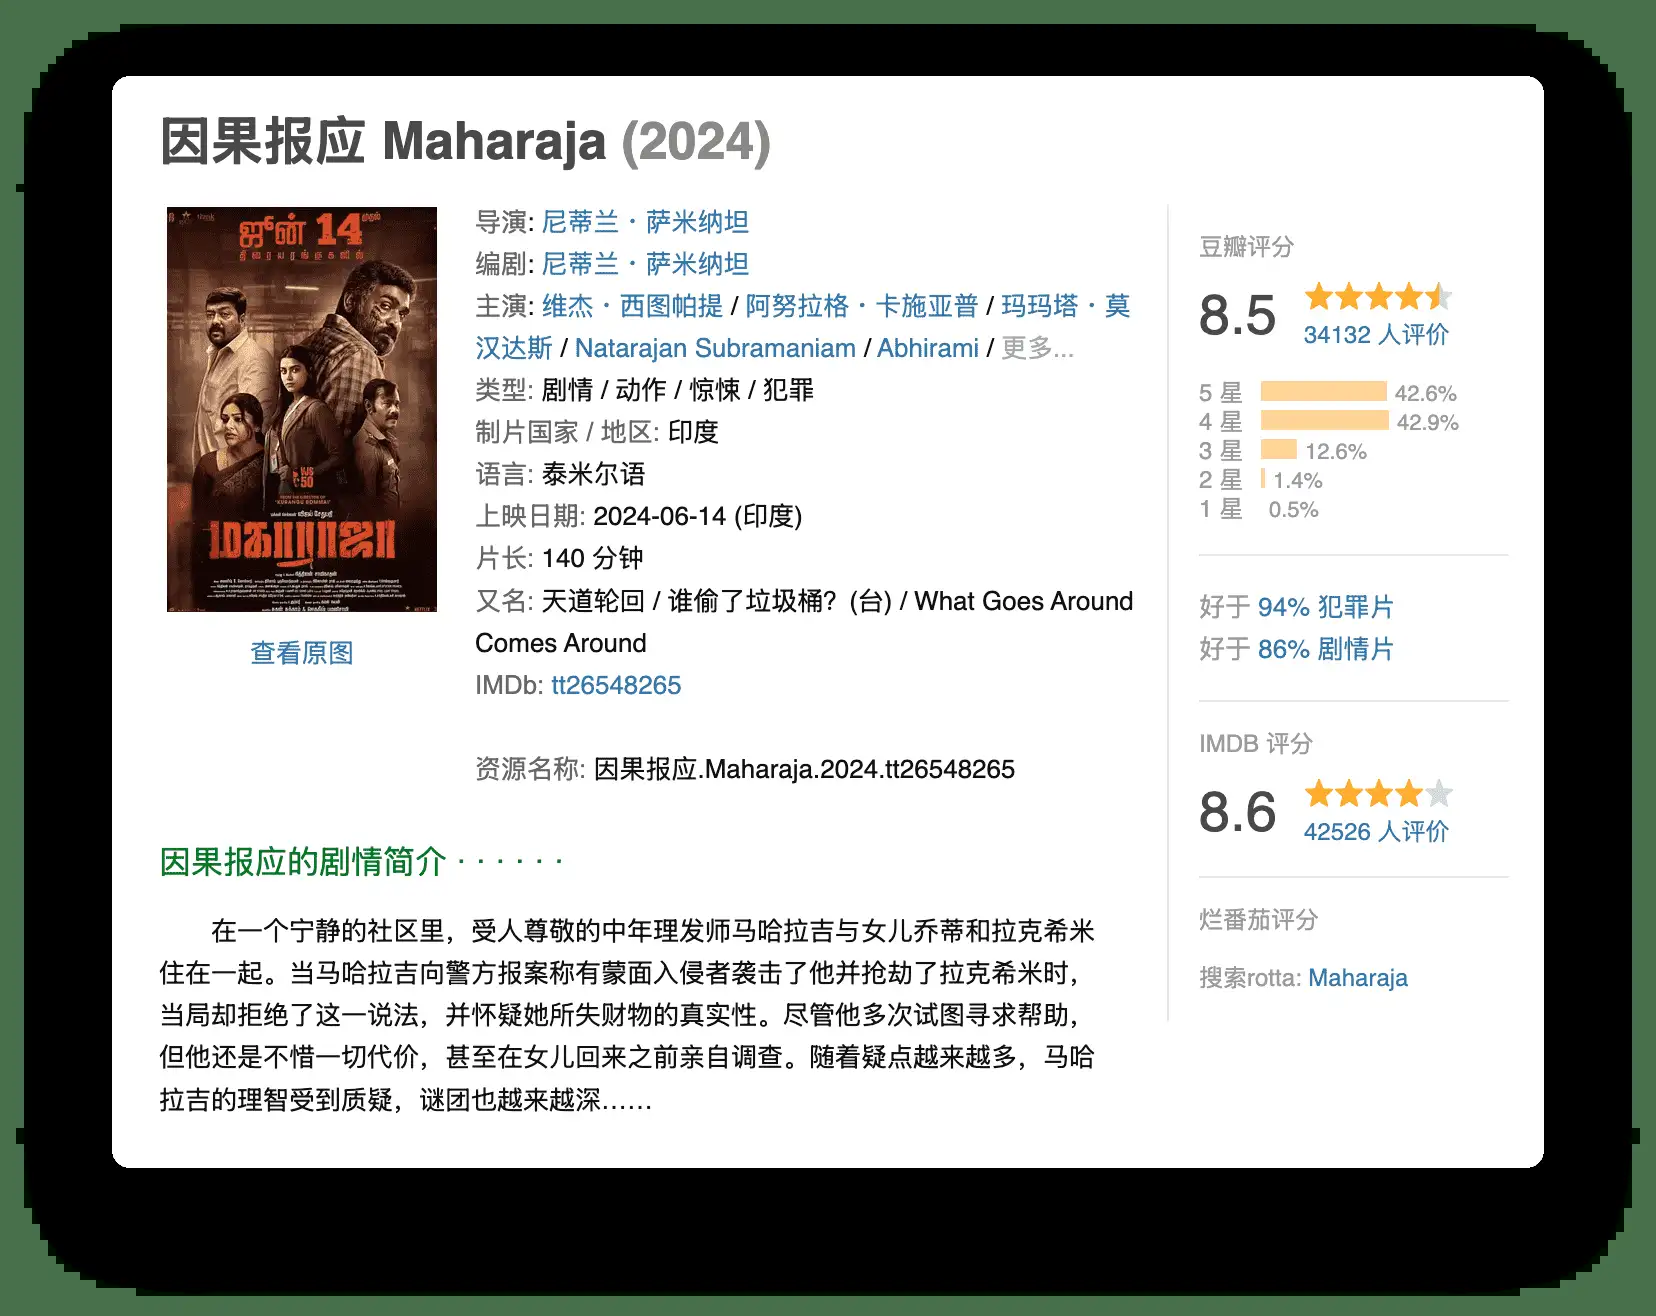 因果报应 Maharaja (2024)
ஜூன் 14 முதல்
திரையரங்குகளில்
VJS
50
FROM THE DIRECTOR OF
'KURANGU BOMMAI'
மக்கள் செல்வன் விஜய் சேதுபதி
மகாராஜா
查看原图
导演: 尼蒂兰·萨米纳坦
编剧: 尼蒂兰·萨米纳坦
主演: 维杰·西图帕提 / 阿努拉格·卡施亚普 / 玛玛塔·莫
汉达斯 / Natarajan Subramaniam / Abhirami / 更多...
类型: 剧情 / 动作 / 惊悚 / 犯罪
制片国家 / 地区: 印度
语言: 泰米尔语
上映日期: 2024-06-14 (印度)
片长: 140 分钟
又名: 天道轮回 / 谁偷了垃圾桶？(台) / What Goes Around
Comes Around
IMDb: tt26548265
资源名称: 因果报应.Maharaja.2024.tt26548265
豆瓣评分
8.5
34132 人评价
5 星 42.6%
4 星 42.9%
3 星 12.6%
2 星 1.4%
1 星 0.5%
好于 94% 犯罪片
好于 86% 剧情片
IMDB 评分
8.6
42526 人评价
烂番茄评分
搜索rotta: Maharaja
因果报应的剧情简介 · · · · · ·
在一个宁静的社区里，受人尊敬的中年理发师马哈拉吉与女儿乔蒂和拉克希米
住在一起。当马哈拉吉向警方报案称有蒙面入侵者袭击了他并抢劫了拉克希米时，
当局却拒绝了这一说法，并怀疑她所失财物的真实性。尽管他多次试图寻求帮助，
但他还是不惜一切代价，甚至在女儿回来之前亲自调查。随着疑点越来越多，马哈
拉吉的理智受到质疑，谜团也越来越深……